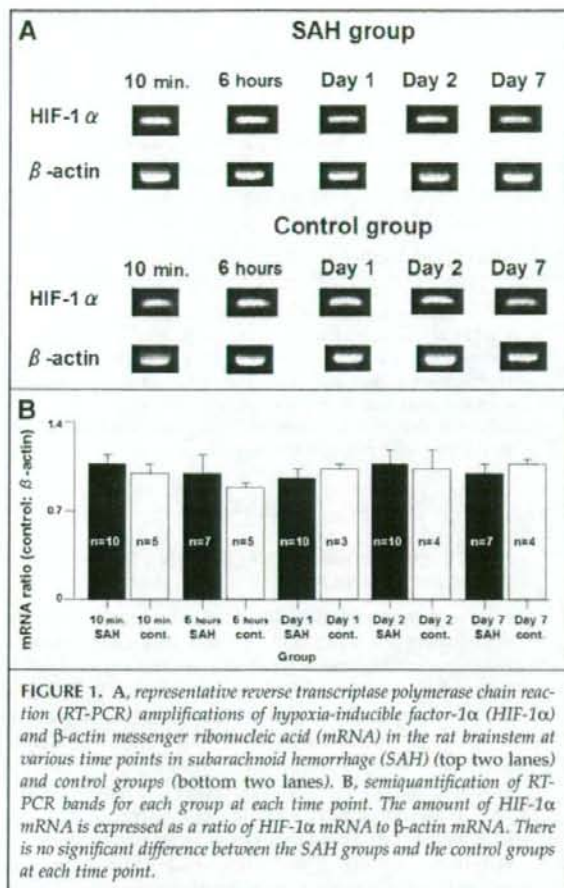 A
SAH group
10 min. 6 hours Day 1 Day 2 Day 7
HIF-1 α
β-actin
Control group
10 min. 6 hours Day 1 Day 2 Day 7
HIF-1 α
β-actin
B
mRNA ratio (control: β-actin)
1.4
0.7
0
n=10 n=5 n=7 n=5 n=10 n=3 n=10 n=4 n=7 n=4
10 min. 10 min. 6 hours 6 hours Day 1 Day 1 Day 2 Day 2 Day 7 Day 7
SAH cont. SAH cont. SAH cont. SAH cont. SAH cont.
Group
FIGURE 1. A, representative reverse transcriptase polymerase chain reac-
tion (RT-PCR) amplifications of hypoxia-inducible factor-1α (HIF-1α)
and β-actin messenger ribonucleic acid (mRNA) in the rat brainstem at
various time points in subarachnoid hemorrhage (SAH) (top two lanes)
and control groups (bottom two lanes). B, semiquantification of RT-
PCR bands for each group at each time point. The amount of HIF-1α
mRNA is expressed as a ratio of HIF-1α mRNA to β-actin mRNA. There
is no significant difference between the SAH groups and the control groups
at each time point.